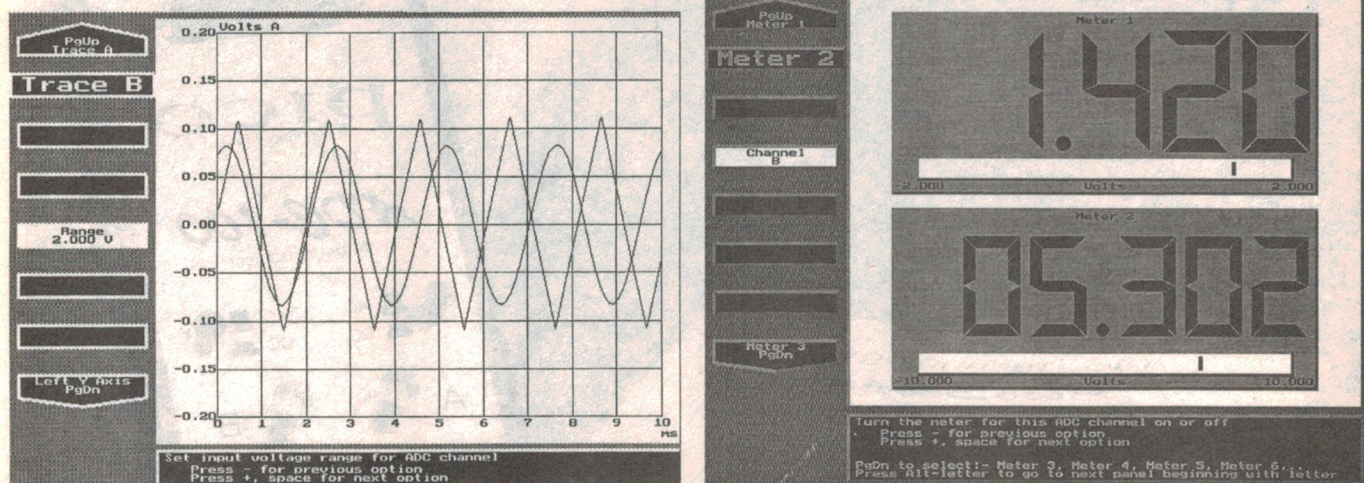 PgUp
Trace A
Trace B
Range
2.000 V
Left Y Axis
PgDn
Volts A
0.20
0.15
0.10
0.05
0.00
-0.05
-0.10
-0.15
-0.20
0 1 2 3 4 5 6 7 8 9 10
MS
Set input voltage range for ADC channel
Press - for previous option
Press +, space for next option
PgUp
Meter 1
Meter 2
Channel
B
Meter 3
PgDn
Meter 1
1.420
-2.000 Volts 2.000
Meter 2
05.302
-10.000 Volts 10.000
Turn the meter for this ADC channel on or off
Press - for previous option
Press +, space for next option
PgDn to select:- Meter 3, Meter 4, Meter 5, Meter 6...
Press Alt-letter to go to next panel beginning with letter